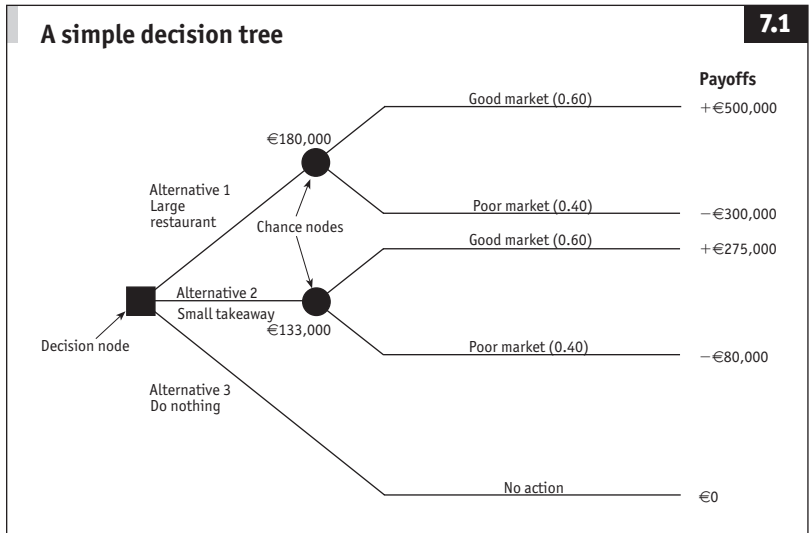 A simple decision tree
7.1
Payoffs
Good market (0.60)
+€500,000
€180,000
Alternative 1
Large
restaurant
Chance nodes
Poor market (0.40)
−€300,000
Good market (0.60)
+€275,000
Alternative 2
Small takeaway
€133,000
Decision node
Poor market (0.40)
−€80,000
Alternative 3
Do nothing
No action
€0